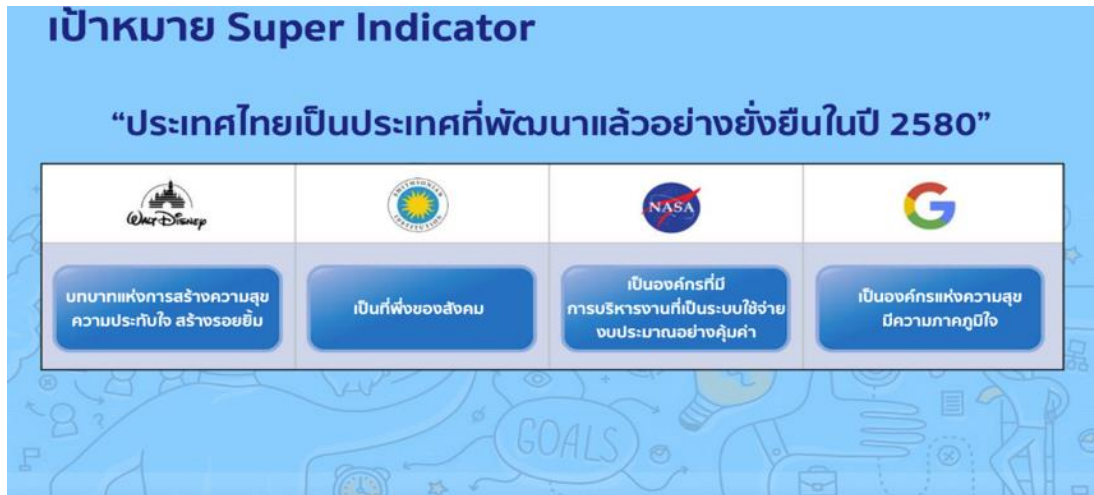 เป้าหมาย Super Indicator
“ประเทศไทยเป็นประเทศที่พัฒนาแล้วอย่างยั่งยืนในปี 2580”
WALT DISNEY
SMITHSONIAN
INSTITUTION
NASA
G
บทบาทแห่งการสร้างความสุข
ความประทับใจ สร้างรอยยิ้ม
เป็นที่พึ่งของสังคม
เป็นองค์กรที่มี
การบริหารงานที่เป็นระบบใช้จ่าย
งบประมาณอย่างคุ้มค่า
เป็นองค์กรแห่งความสุข
มีความภาคภูมิใจ
GOALS